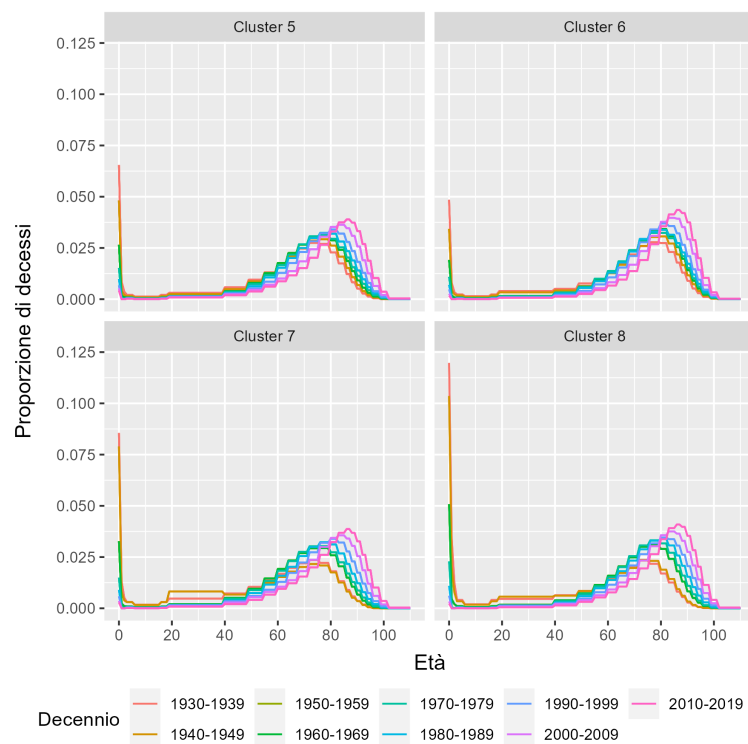 Cluster 5
Cluster 6
0.125
0.100
0.075
0.050
0.025
0.000
Cluster 7
Cluster 8
0.125
0.100
0.075
0.050
0.025
0.000
Proporzione di decessi
0 20 40 60 80 100
0 20 40 60 80 100
Età
Decennio
1930-1939 1950-1959 1970-1979 1990-1999 2010-2019
1940-1949 1960-1969 1980-1989 2000-2009